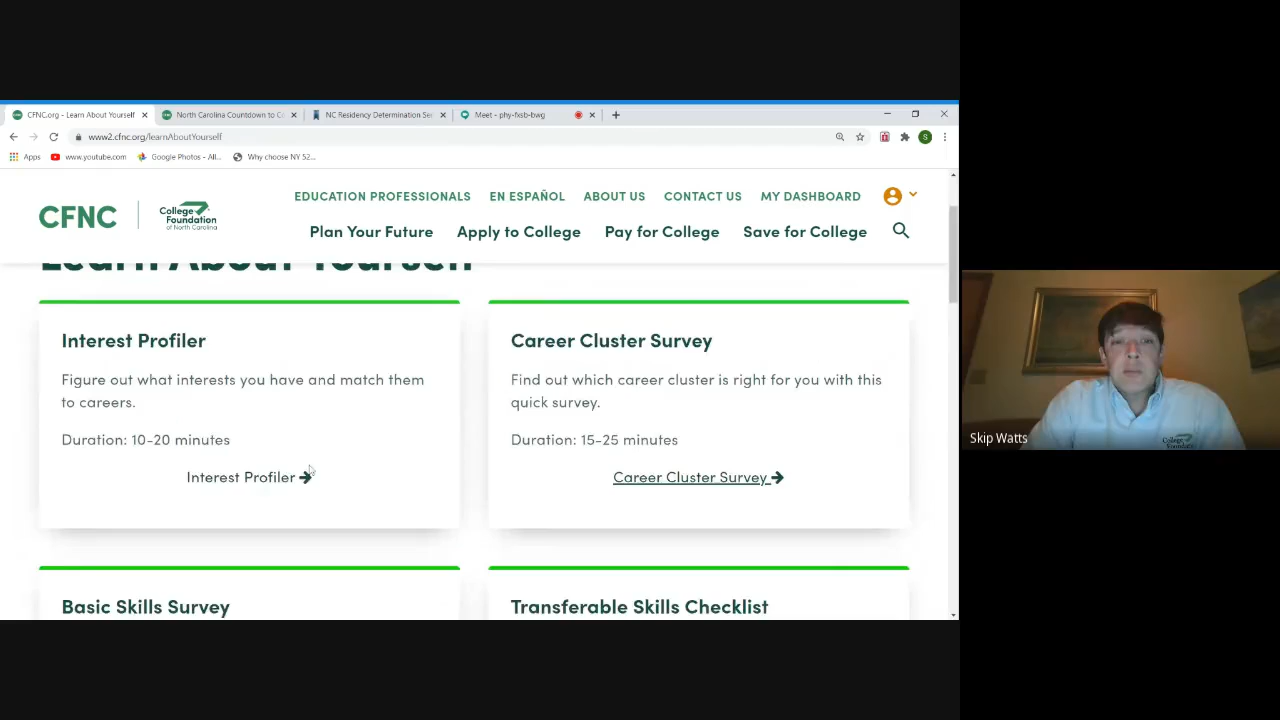 CFNC.org - Learn About Yourself
North Carolina Countdown to C
NC Residency Determination Se
Meet - phy-fxsb-bwg
www2.cfnc.org/learnAboutYourself
S
Apps
www.youtube.com
Google Photos - All...
Why choose NY 52...
CFNC
College
Foundation
of North Carolina
EDUCATION PROFESSIONALS
EN ESPAÑOL
ABOUT US
CONTACT US
MY DASHBOARD
Plan Your Future
Apply to College
Pay for College
Save for College
Learn About Yourself
Interest Profiler
Figure out what interests you have and match them
to careers.
Duration: 10-20 minutes
Interest Profiler
Career Cluster Survey
Find out which career cluster is right for you with this
quick survey.
Duration: 15-25 minutes
Career Cluster Survey
Basic Skills Survey
Transferable Skills Checklist
Skip Watts